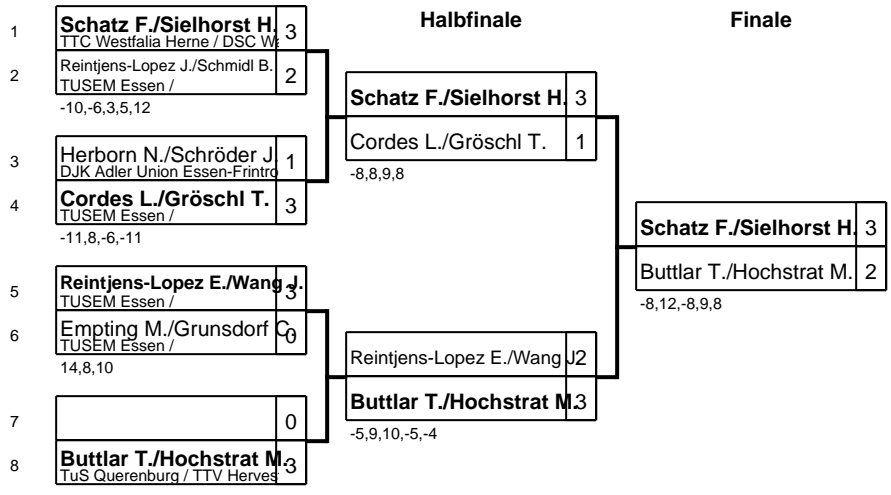 Halbfinale
Finale
1
Schatz F./Sielhorst H. 3
TTC Westfalia Herne / DSC
2
Reintjens-Lopez J./Schmidl B. 2
TUSEM Essen /
-10,-6,3,5,12
3
Herborn N./Schröder J. 1
DJK Adler Union Essen-Frintro
4
Cordes L./Gröschl T. 3
TUSEM Essen /
-11,8,-6,-11
5
Reintjens-Lopez E./Wang J. 3
TUSEM Essen /
6
Empting M./Grunsdorf C. 0
TUSEM Essen /
14,8,10
7
0
8
Buttlar T./Hochstrat M. 3
TuS Querenburg / TTV Herves
Schatz F./Sielhorst H. 3
Cordes L./Gröschl T. 1
-8,8,9,8
Reintjens-Lopez E./Wang J. 2
Buttlar T./Hochstrat M. 3
-5,9,10,-5,-4
Schatz F./Sielhorst H. 3
Buttlar T./Hochstrat M. 2
-8,12,-8,9,8